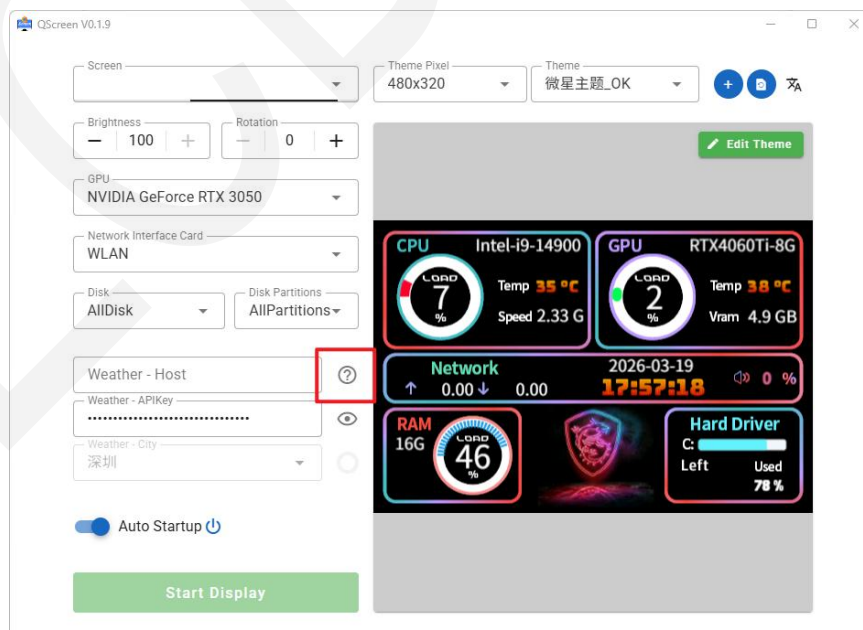 QScreen V0.1.9
Screen
Theme Pixel
480x320
Theme
微星主题_OK
Brightness
100
Rotation
0
Edit Theme
GPU
NVIDIA GeForce RTX 3050
Network Interface Card
WLAN
Disk
AllDisk
Disk Partitions
AllPartitions
Weather - Host
Weather - APIKey
Weather - City
深圳
Auto Startup
Start Display
CPU Intel-i9-14900
LOAD
7
%
Temp 35 °C
Speed 2.33 G
GPU RTX4060Ti-8G
LOAD
2
%
Temp 38 °C
Vram 4.9 GB
Network
↑ 0.00 ↓ 0.00
2026-03-19
17:57:18
0 %
RAM
16G
LOAD
46
%
Hard Driver
C:
Left Used
78 %